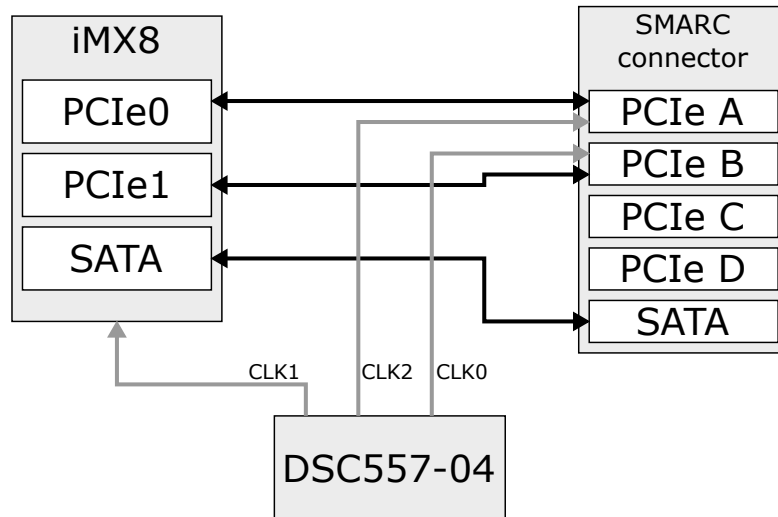 iMX8
PCIe0
PCIe1
SATA
SMARC
connector
PCIe A
PCIe B
PCIe C
PCIe D
SATA
CLK1
CLK2
CLK0
DSC557-04